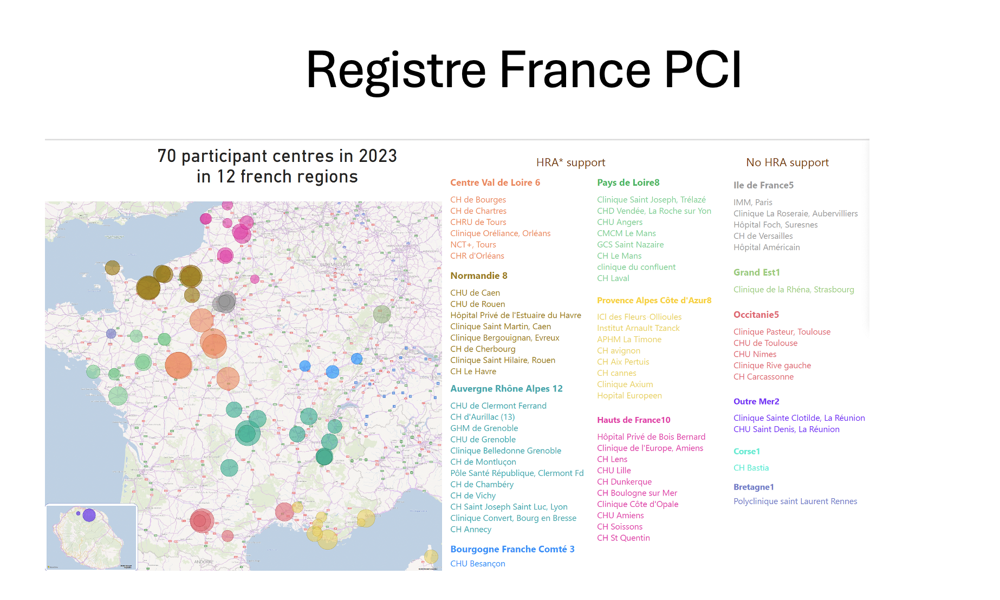 Registre France PCI
70 participant centres in 2023
in 12 french regions
LUXEMBOURG
LIECHTENSTE
ANDORR
HRA* support
Centre Val de Loire 6
CH de Bourges
CH de Chartres
CHRU de Tours
Clinique Oréliance, Orléans
NCT+, Tours
CHR d'Orléans
Normandie 8
CHU de Caen
CHU de Rouen
Hôpital Privé de l'Estuaire du Havre
Clinique Saint Martin, Caen
Clinique Bergouignan, Evreux
CH de Cherbourg
Clinique Saint Hilaire, Rouen
CH Le Havre
Auvergne Rhône Alpes 12
CHU de Clermont Ferrand
CH d'Aurillac (13)
GHM de Grenoble
CHU de Grenoble
Clinique Belledonne Grenoble
CH de Montluçon
Pôle Santé République, Clermont Fd
CH de Chambéry
CH de Vichy
CH Saint Joseph Saint Luc, Lyon
Clinique Convert, Bourg en Bresse
CH Annecy
Bourgogne Franche Comté 3
CHU Besançon
Pays de Loire8
Clinique Saint Joseph, Trélazé
CHD Vendée, La Roche sur Yon
CHU Angers
CMCM Le Mans
GCS Saint Nazaire
CH Le Mans
clinique du confluent
CH Laval
Provence Alpes Côte d'Azur8
ICI des Fleurs-Ollioules
Institut Arnault Tzanck
APHM La Timone
CH avignon
CH Aix Pertuis
CH cannes
Clinique Axium
Hopital Europeen
Hauts de France10
Hôpital Privé de Bois Bernard
Clinique de l'Europe, Amiens
CH Lens
CHU Lille
CH Dunkerque
CH Boulogne sur Mer
Clinique Côte d'Opale
CHU Amiens
CH Soissons
CH St Quentin
No HRA support
Ile de France5
IMM, Paris
Clinique La Roseraie, Aubervilliers
Hôpital Foch, Suresnes
CH de Versailles
Hôpital Américain
Grand Est1
Clinique de la Rhéna, Strasbourg
Occitanie5
Clinique Pasteur, Toulouse
CHU de Toulouse
CHU Nimes
Clinique Rive gauche
CH Carcassonne
Outre Mer2
Clinique Sainte Clotilde, La Réunion
CHU Saint Denis, La Réunion
Corse1
CH Bastia
Bretagne1
Polyclinique saint Laurent Rennes